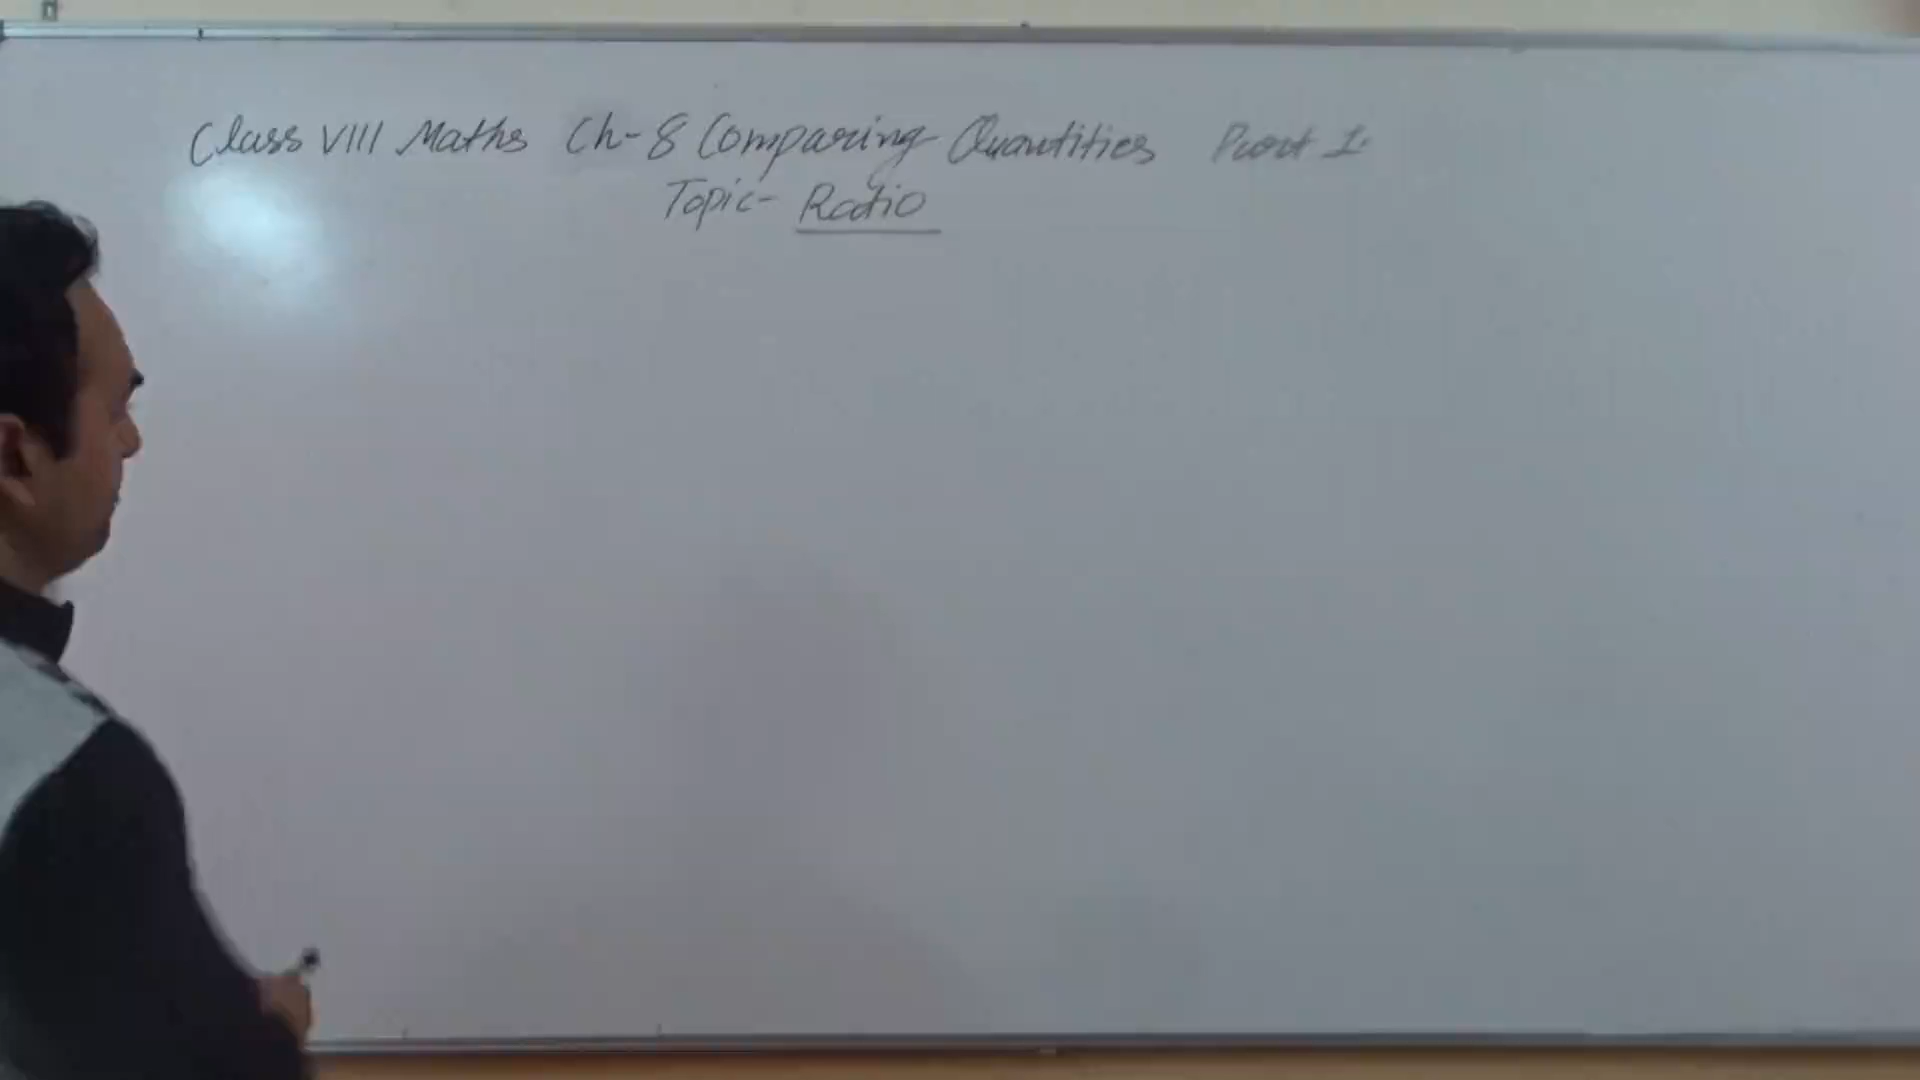 Class VIII Maths Ch-8 Comparing Quantities Part 1.
Topic- Ratio